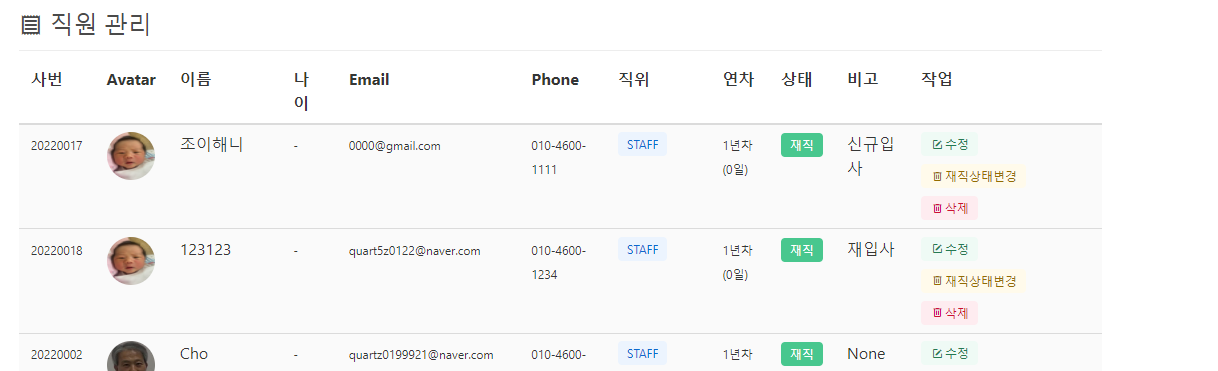 직원 관리
사번 Avatar 이름 나이 Email Phone 직위 연차 상태 비고 작업
20220017 조이해니 - 0000@gmail.com 010-4600-1111 STAFF 1년차 (0일) 재직 신규입사 수정
재직상태변경
삭제
20220018 123123 - quart5z0122@naver.com 010-4600-1234 STAFF 1년차 (0일) 재직 재입사 수정
재직상태변경
삭제
20220002 Cho - quartz0199921@naver.com 010-4600- STAFF 1년차 재직 None 수정